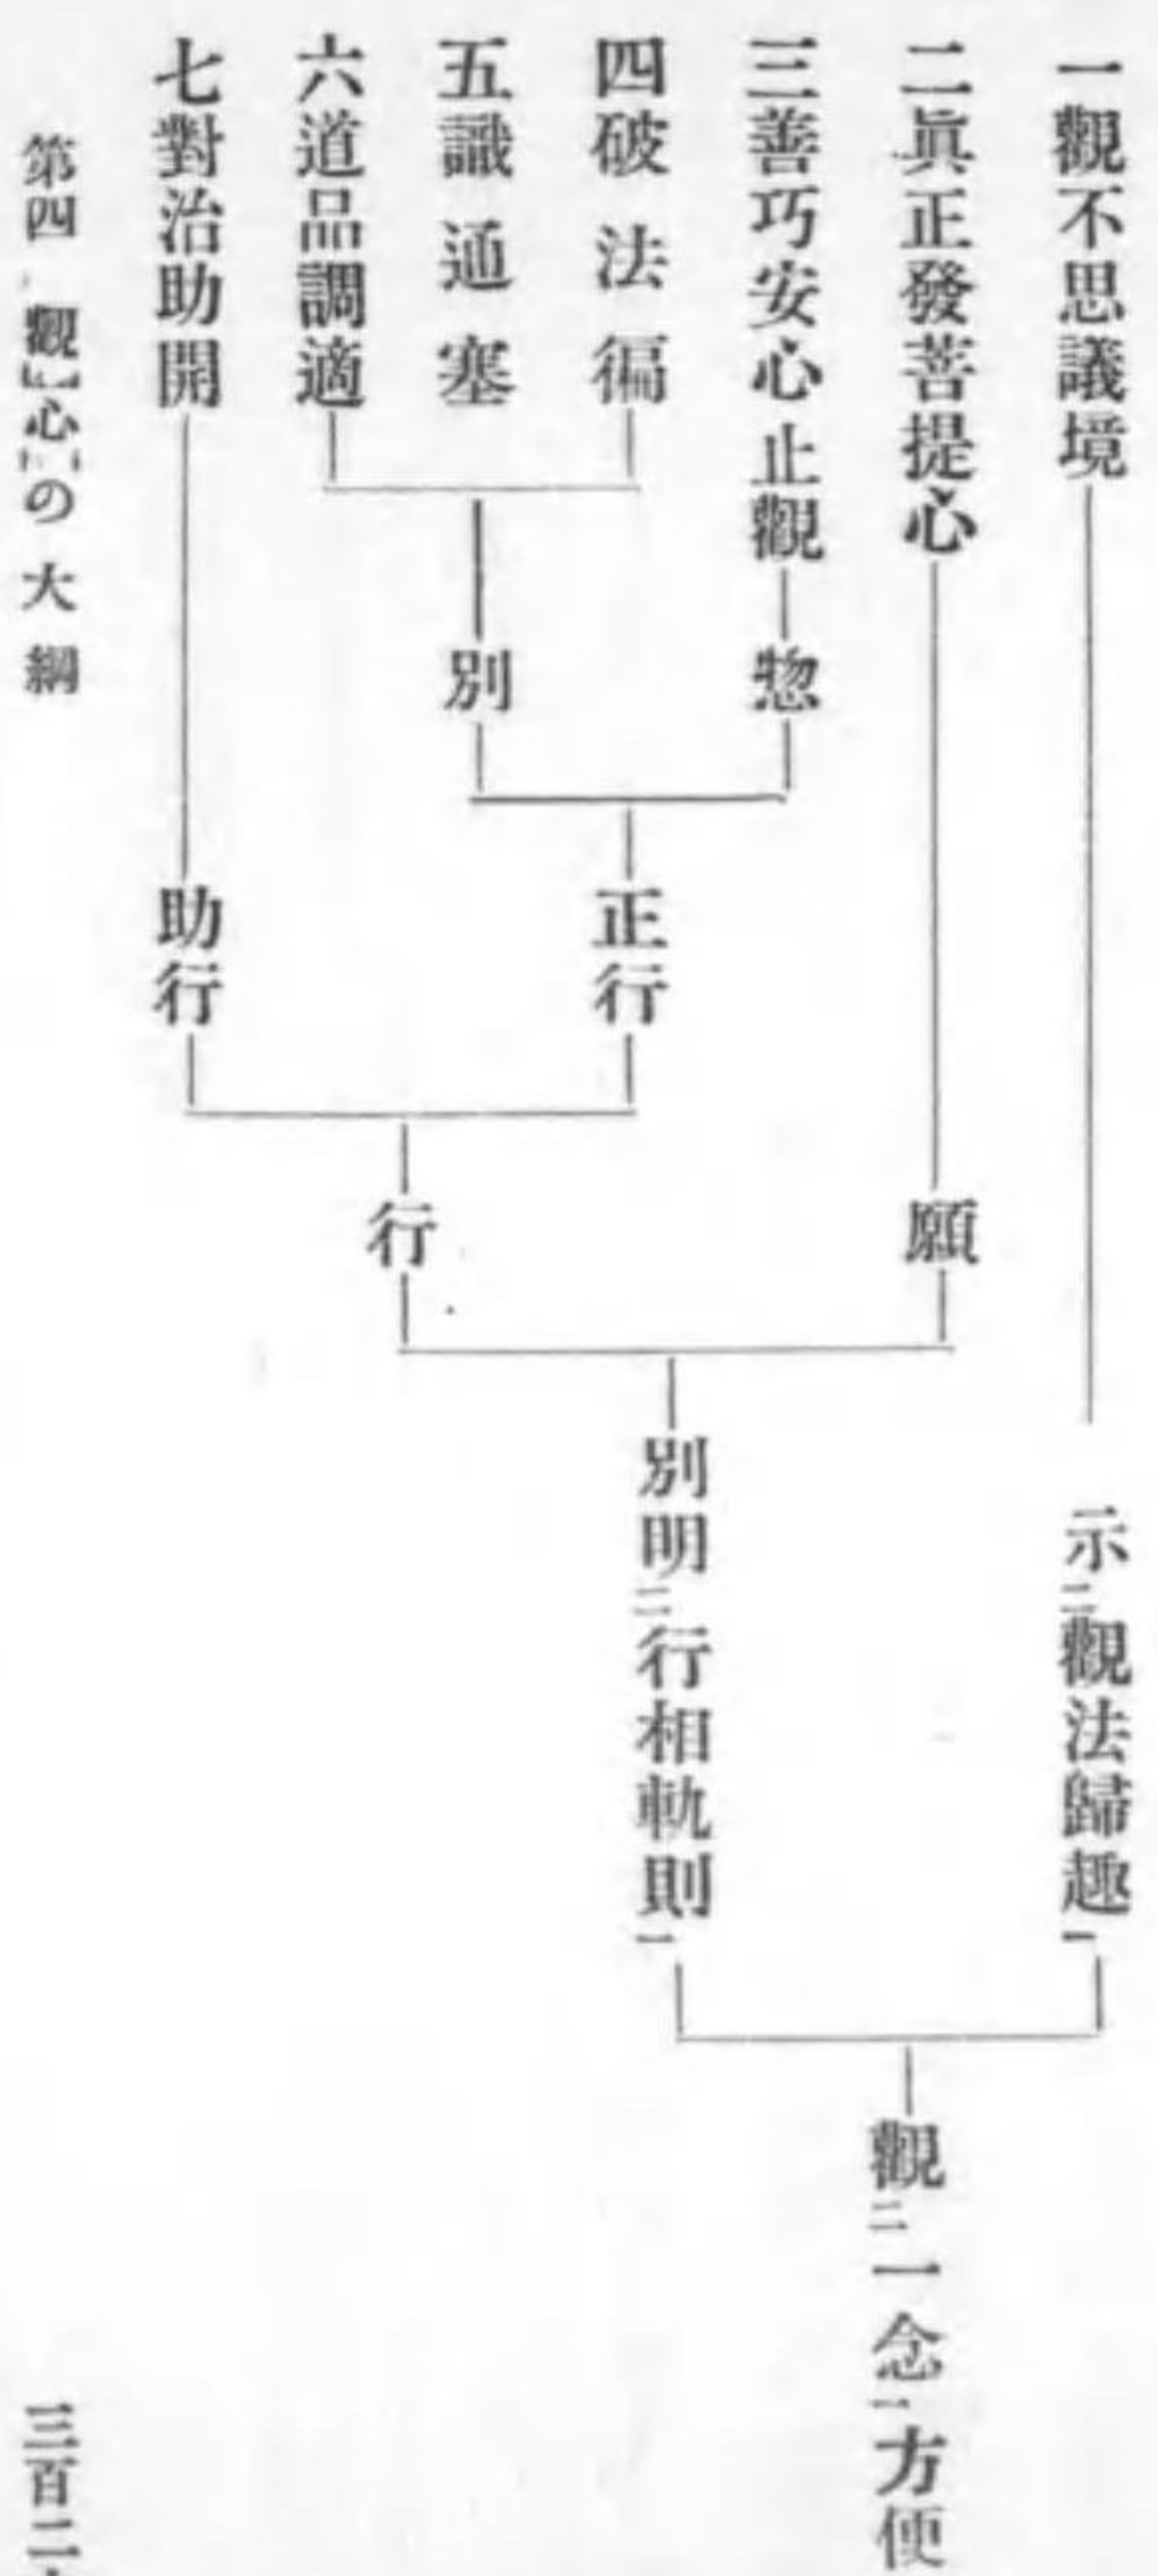 一觀不思議境
示㆓觀法歸趣㆒
二眞正發菩提心
願
三善巧安心止觀
惣
四破法徧
五識通塞
六道品調適
別
正行
七對治助開
助行
行
別明㆓行相軌則㆒
觀㆓一念㆒方便
第四 觀心の大綱
三百二